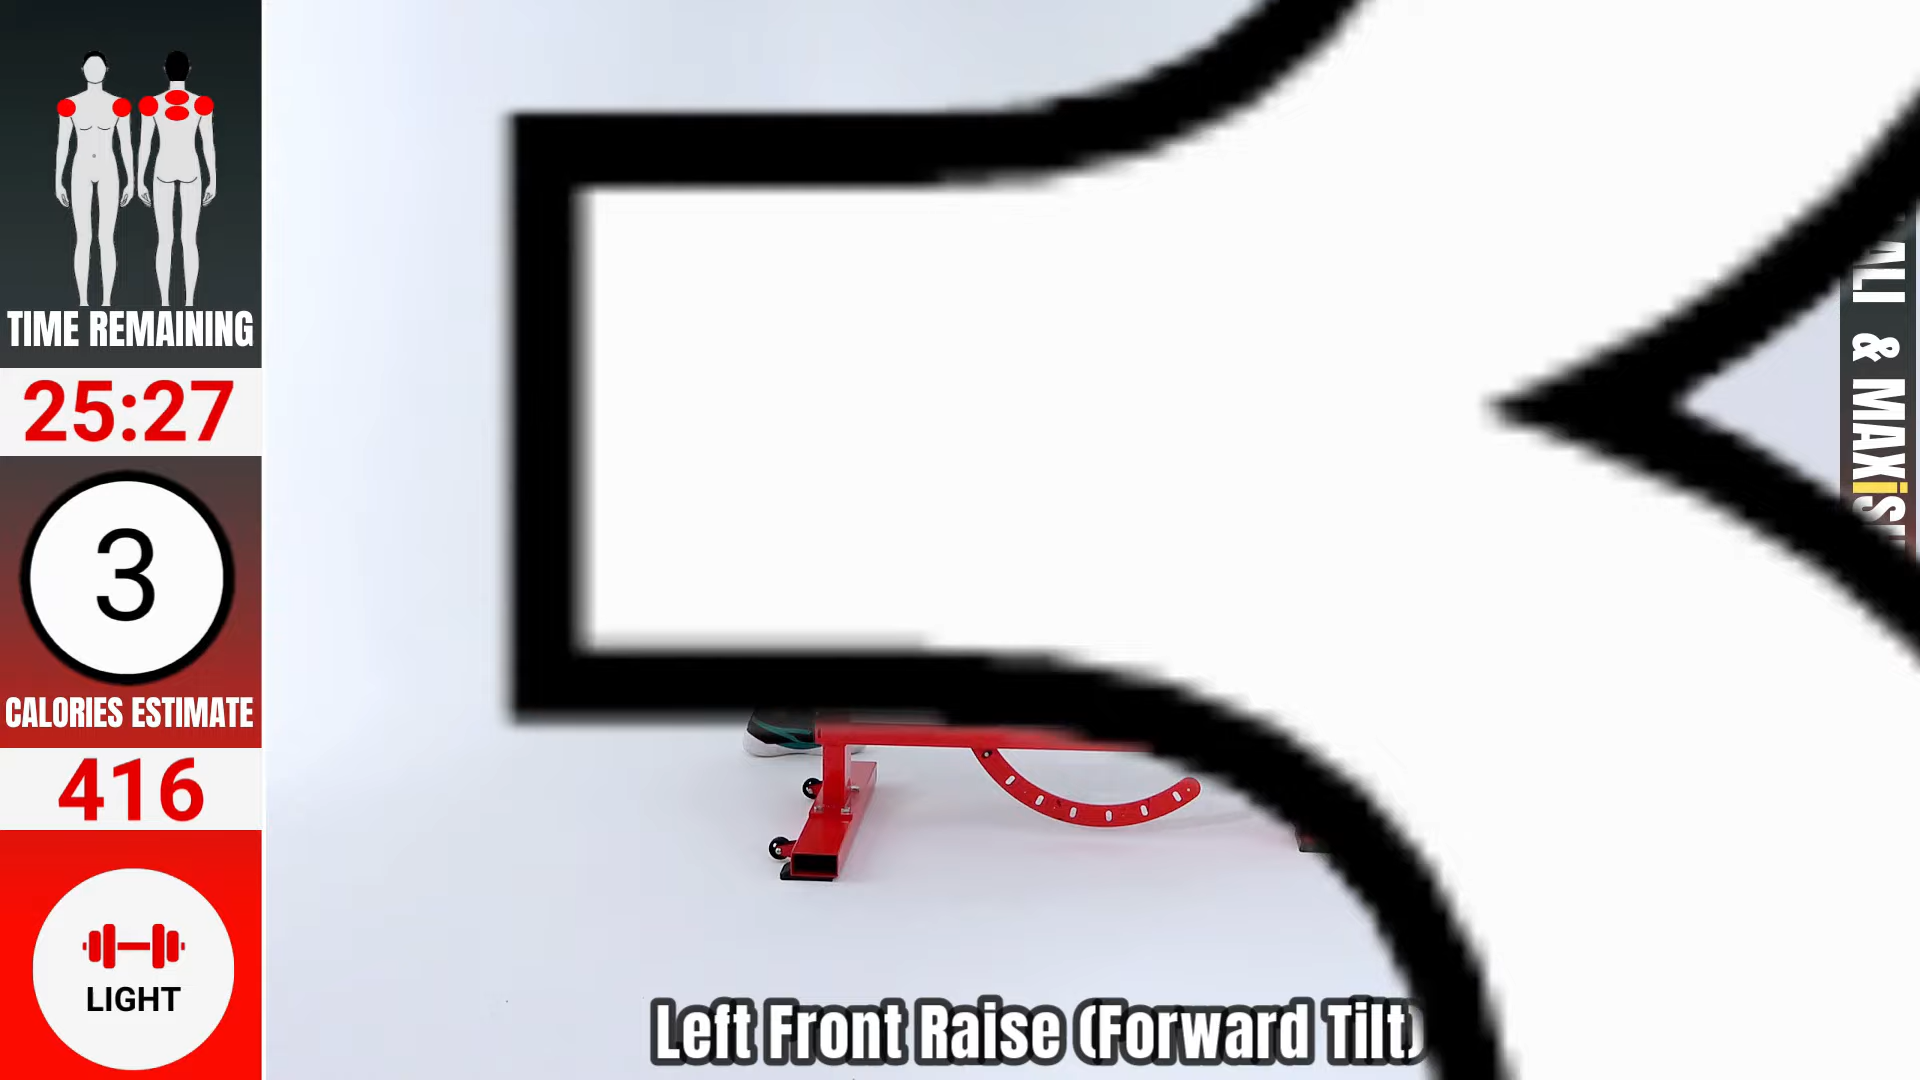 TIME REMAINING
25:27
3
CALORIES ESTIMATE
416
LIGHT
Left Front Raise (Forward Tilt)
& MAX